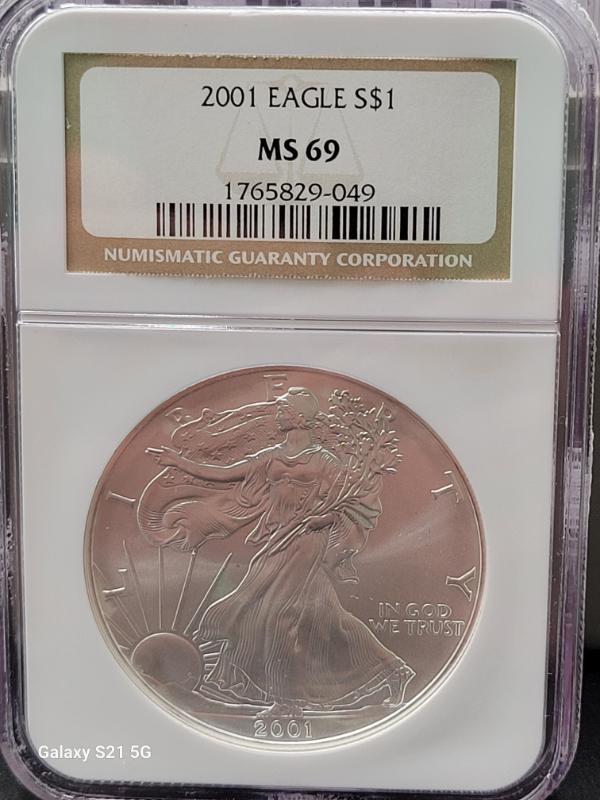 2001 EAGLE S$1
MS 69
1765829-049
NUMISMATIC GUARANTY CORPORATION
LIBERTY
IN GOD
WE TRUST
2001
Galaxy S21 5G